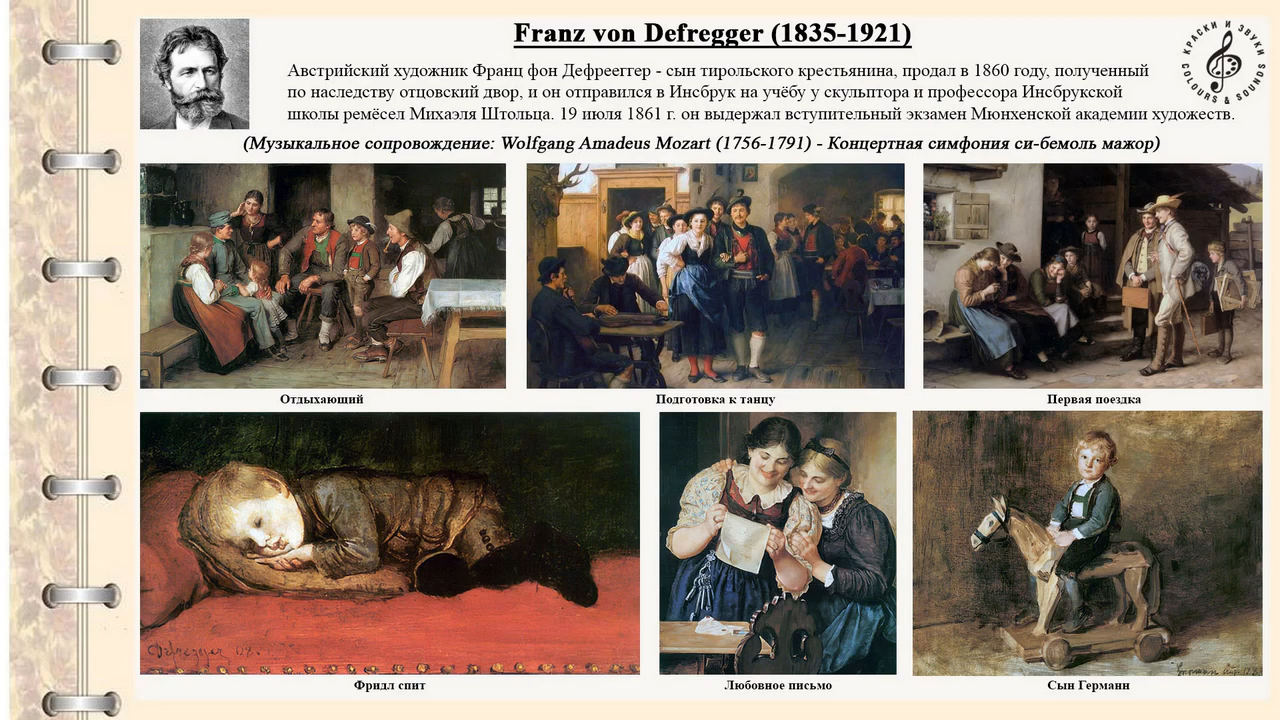 Franz von Defregger (1835-1921)
КРАСКИ И ЗВУКИ
COLOURS & SOUNDS
Австрийский художник Франц фон Дефреггер - сын тирольского крестьянина, продал в 1860 году, полученный
по наследству отцовский двор, и он отправился в Инсбрук на учёбу у скульптора и профессора Инсбрукской
школы ремёсел Михаэля Штольца. 19 июля 1861 г. он выдержал вступительный экзамен Мюнхенской академии художеств.
(Музыкальное сопровождение: Wolfgang Amadeus Mozart (1756-1791) - Концертная симфония си-бемоль мажор)
Отдыхаюший
Подготовка к танцу
Первая поездка
Defregger 08.
Фридл спит
Любовное письмо
Сын Германн